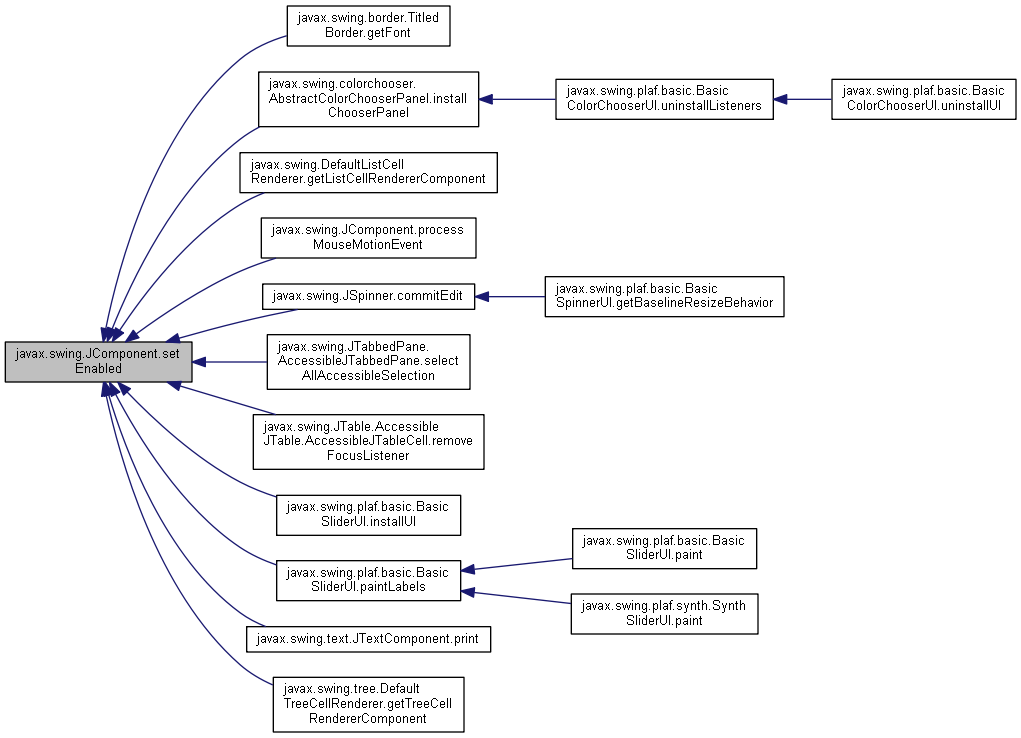 javax.swing.border.Titled
Border.getFont
javax.swing.colorchooser.
AbstractColorChooserPanel.install
ChooserPanel
javax.swing.plaf.basic.Basic
ColorChooserUI.uninstallListeners
javax.swing.plaf.basic.Basic
ColorChooserUI.uninstallUI
javax.swing.DefaultListCell
Renderer.getListCellRendererComponent
javax.swing.JComponent.process
MouseMotionEvent
javax.swing.JSpinner.commitEdit
javax.swing.plaf.basic.Basic
SpinnerUI.getBaselineResizeBehavior
javax.swing.JComponent.set
Enabled
javax.swing.JTabbedPane.
AccessibleJTabbedPane.select
AllAccessibleSelection
javax.swing.JTable.Accessible
JTable.AccessibleJTableCell.remove
FocusListener
javax.swing.plaf.basic.Basic
SliderUI.installUI
javax.swing.plaf.basic.Basic
SliderUI.paintLabels
javax.swing.plaf.basic.Basic
SliderUI.paint
javax.swing.plaf.synth.Synth
SliderUI.paint
javax.swing.text.JTextComponent.print
javax.swing.tree.Default
TreeCellRenderer.getTreeCell
RendererComponent